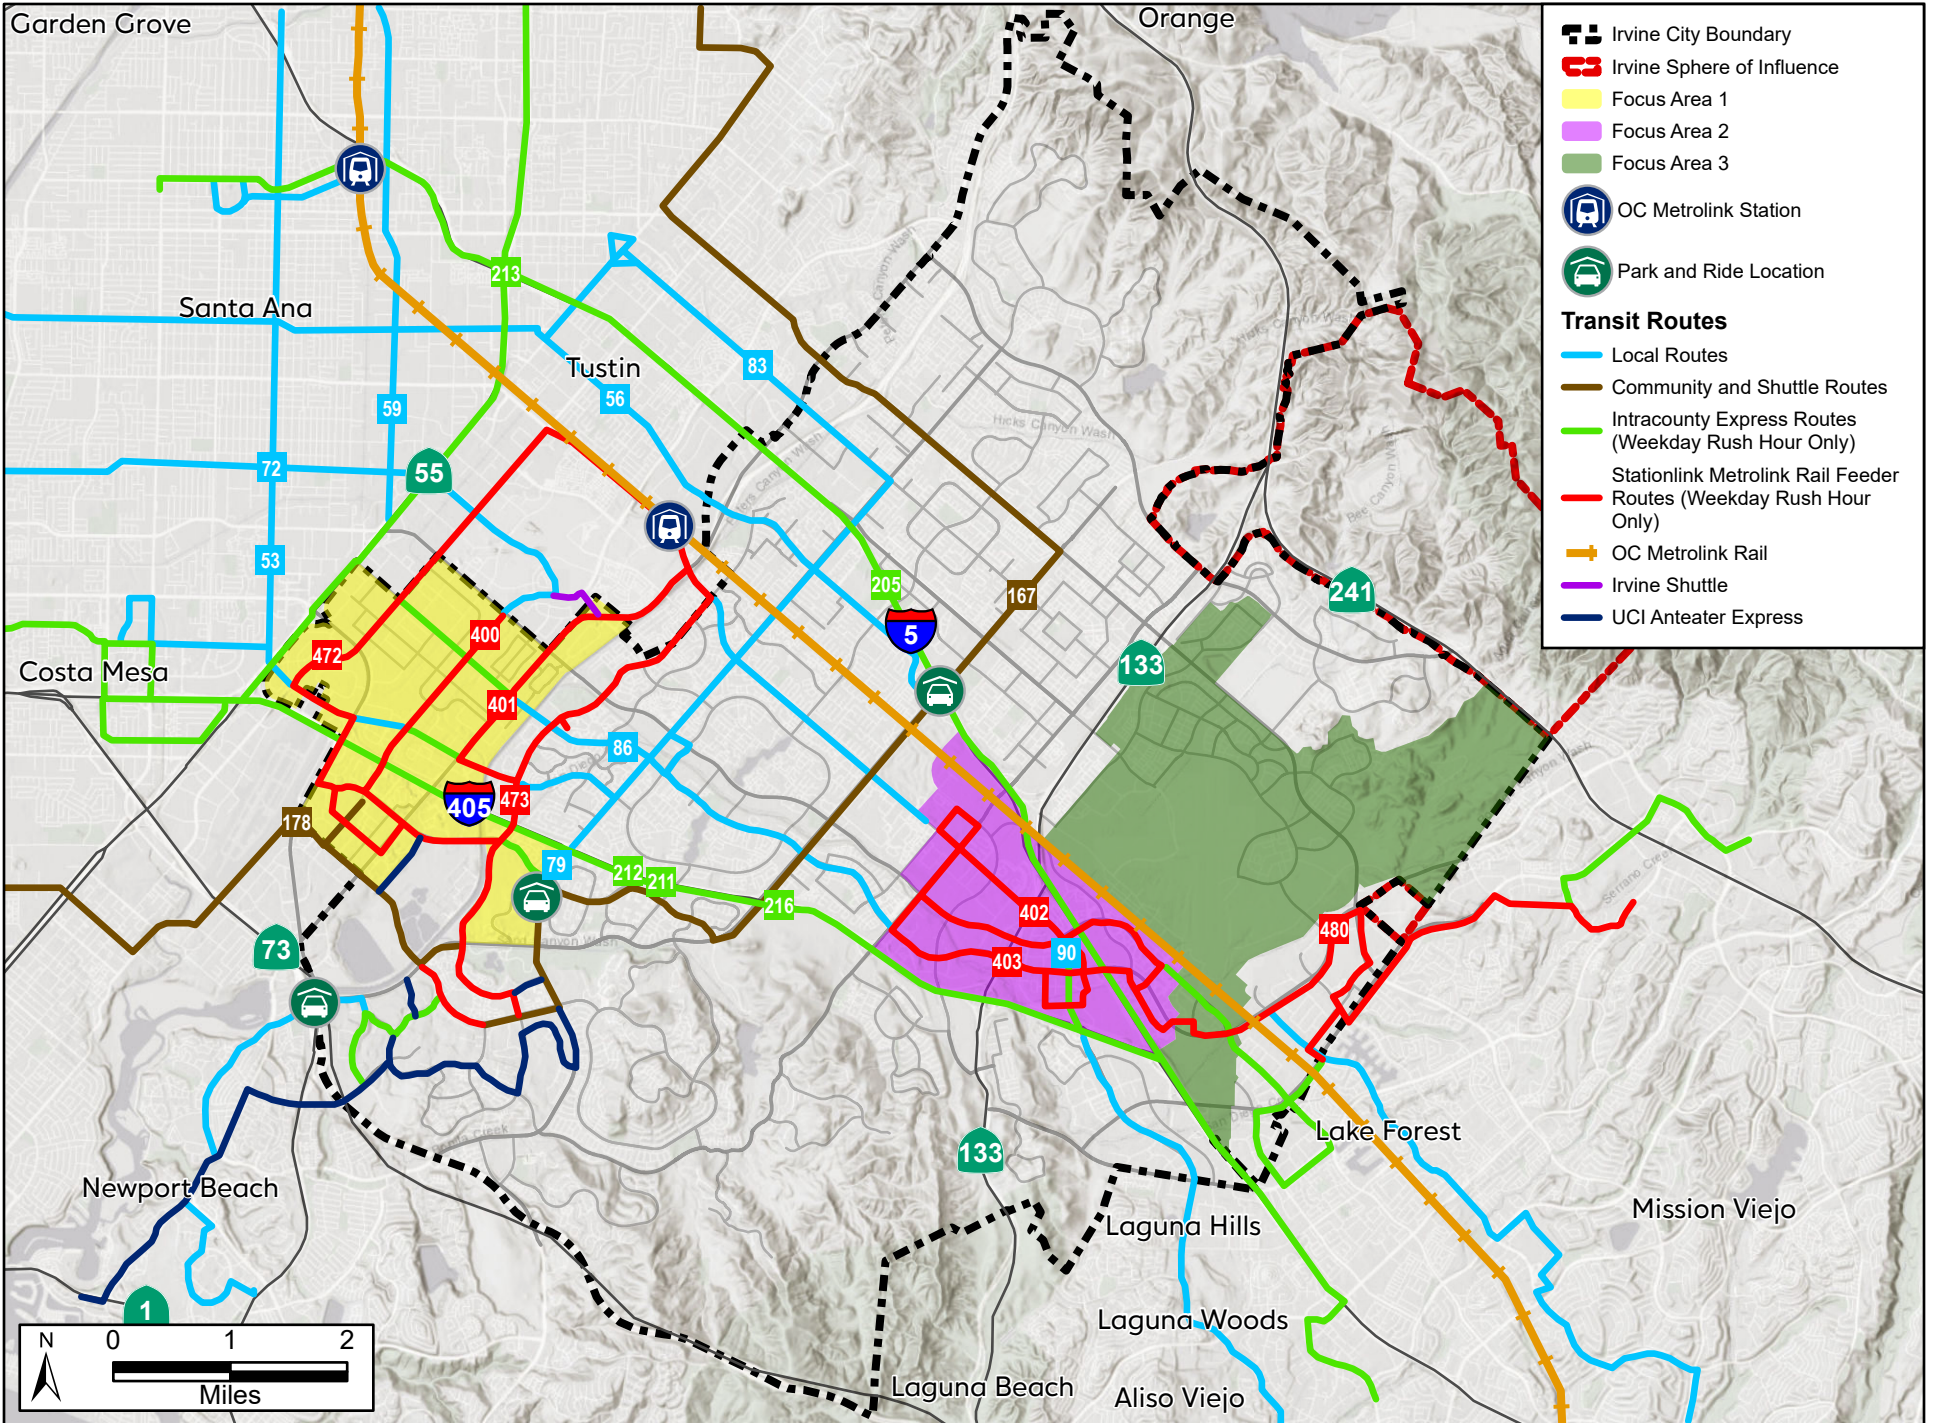 Garden Grove
Orange
Irvine City Boundary
Irvine Sphere of Influence
Focus Area 1
Focus Area 2
Focus Area 3
OC Metrolink Station
Park and Ride Location
Transit Routes
Local Routes
Community and Shuttle Routes
Intracounty Express Routes
(Weekday Rush Hour Only)
Stationlink Metrolink Rail Feeder
Routes (Weekday Rush Hour
Only)
OC Metrolink Rail
Irvine Shuttle
UCI Anteater Express
213
Santa Ana
Tustin
83
56
59
Hicks Canyon Wash
72
55
53
205
167
241
5
400
472
133
Costa Mesa
401
86
405
473
178
79
212
211
216
402
480
90
403
73
Serrano Creek
Lake Forest
133
Newport Beach
Mission Viejo
Laguna Hills
1
Laguna Woods
N
0 1 2
Miles
Laguna Beach
Aliso Viejo